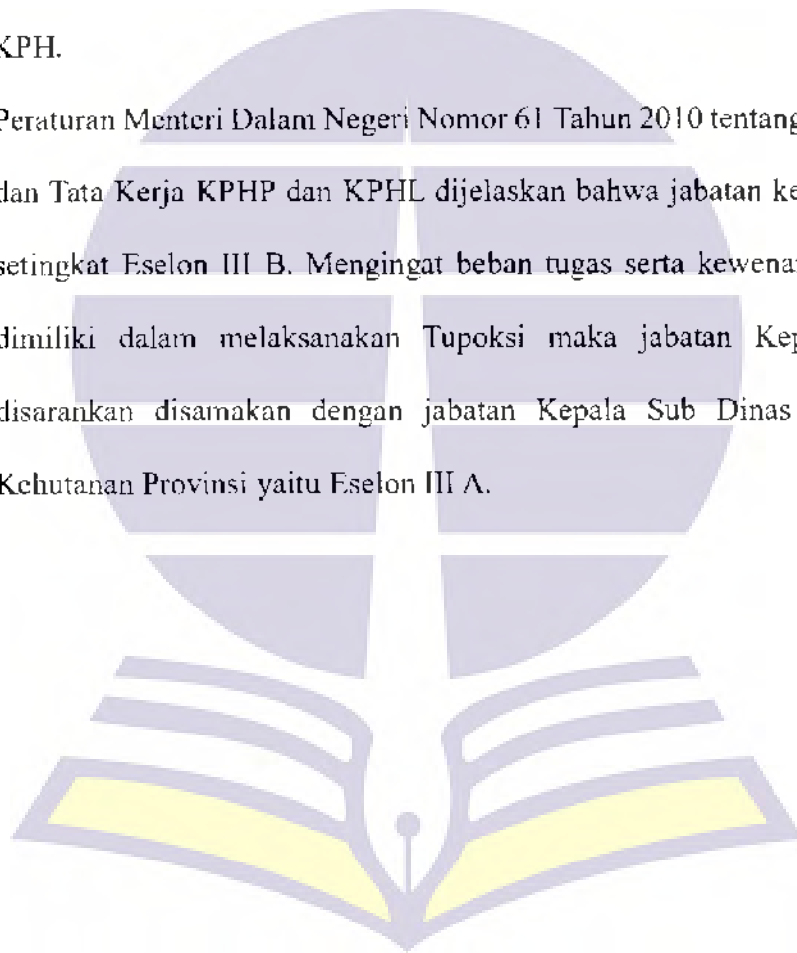 KPH.
Peraturan Menteri Dalam Negeri Nomor 61 Tahun 2010 tentang
dan Tata Kerja KPHP dan KPHL dijelaskan bahwa jabatan ke
setingkat Eselon III B. Mengingat beban tugas serta kewenan
dimiliki dalam melaksanakan Tupoksi maka jabatan Kep
disarankan disamakan dengan jabatan Kepala Sub Dinas
Kehutanan Provinsi yaitu Eselon III A.